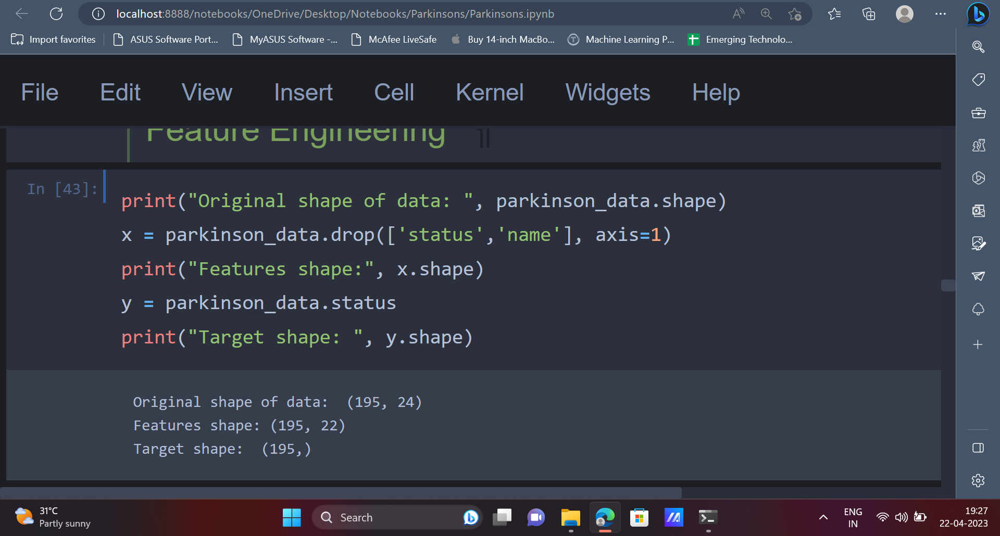 localhost:8888/notebooks/OneDrive/Desktop/Notebooks/Parkinsons/Parkinsons.ipynb
Import favorites
ASUS Software Port...
MyASUS Software -...
McAfee LiveSafe
Buy 14-inch MacBo...
Machine Learning P...
Emerging Technolo...
File Edit View Insert Cell Kernel Widgets Help
Feature Engineering ¶
In [43]:
print("Original shape of data: ", parkinson_data.shape)
x = parkinson_data.drop(['status','name'], axis=1)
print("Features shape:", x.shape)
y = parkinson_data.status
print("Target shape: ", y.shape)
Original shape of data:  (195, 24)
Features shape: (195, 22)
Target shape:  (195,)
31°C
Partly sunny
Search
ENG
IN
19:27
22-04-2023